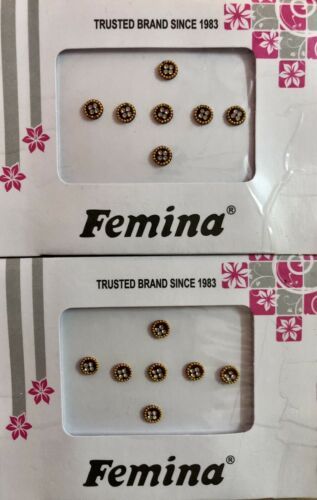 TRUSTED BRAND SINCE 1983
Femina®
TRUSTED BRAND SINCE 1983
Femina®